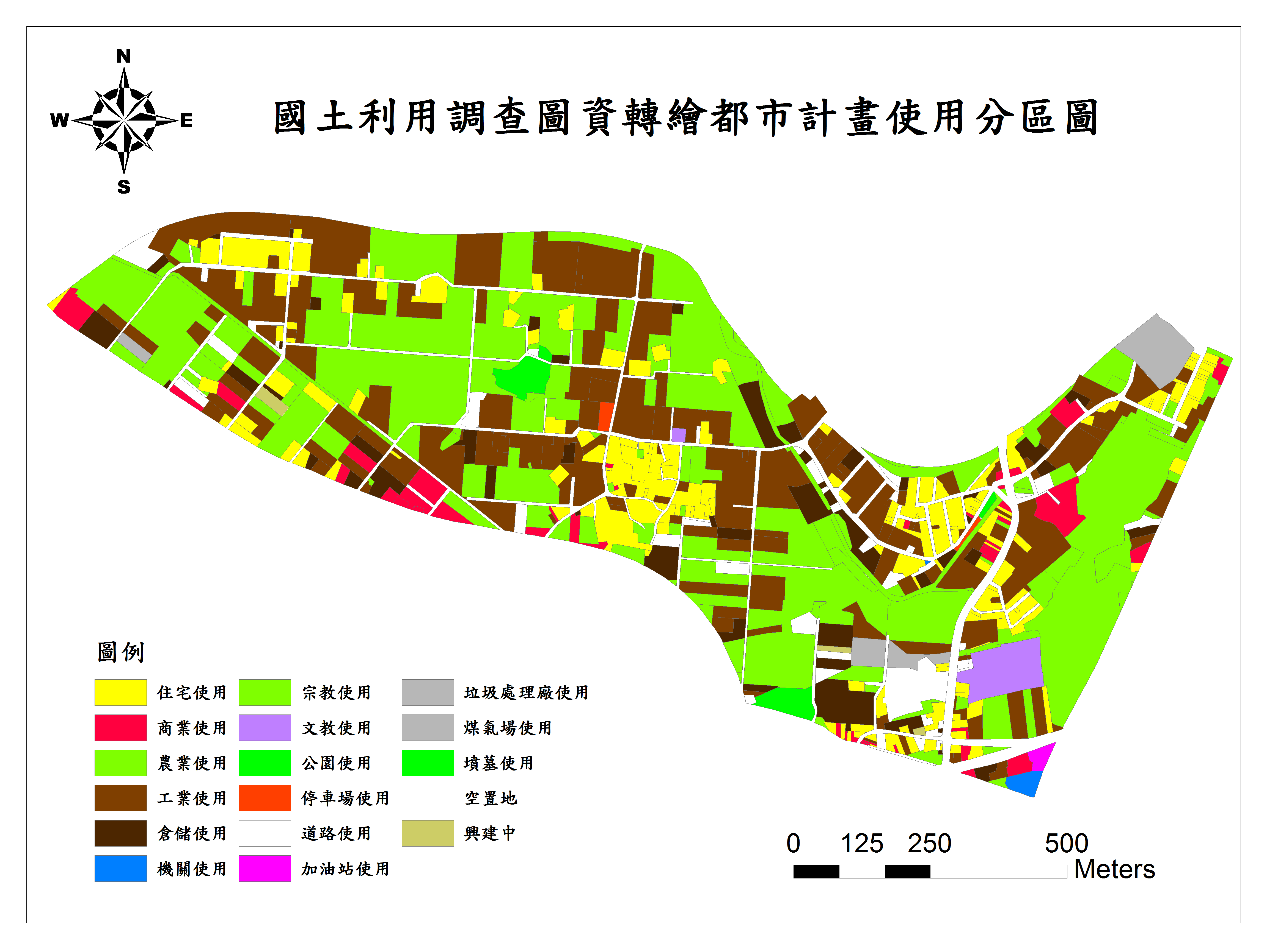 N
W E
S
國土利用調查圖資轉繪都市計畫使用分區圖
圖例
住宅使用 宗教使用 垃圾處理廠使用
商業使用 文教使用 煤氣場使用
農業使用 公園使用 墳墓使用
工業使用 停車場使用 空置地
倉儲使用 道路使用 興建中
機關使用 加油站使用
0 125 250 500
Meters